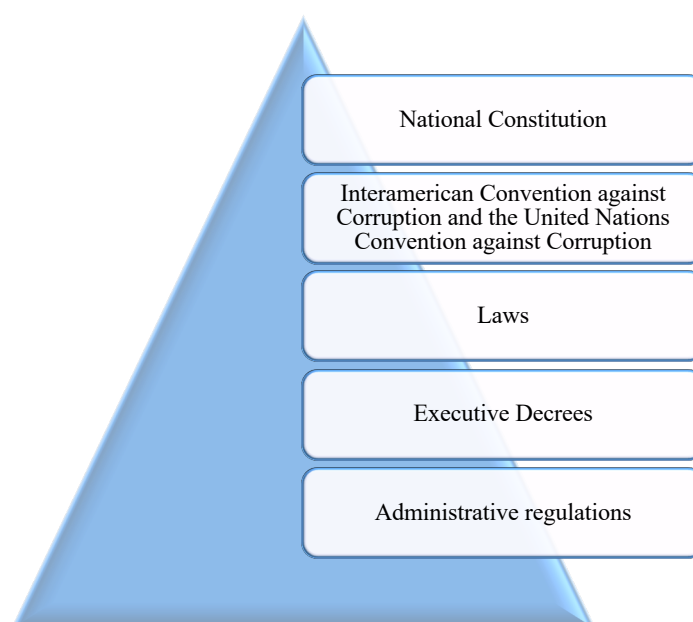 National Constitution
Interamerican Convention against
Corruption and the United Nations
Convention against Corruption
Laws
Executive Decrees
Administrative regulations